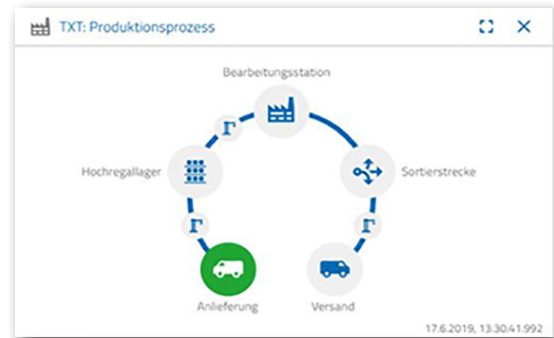 TXT: Produktionsprozess
Bearbeitungsstation
Hochregallager
Sortierstrecke
Anlieferung
Versand
17.6.2019, 13:30:41.992